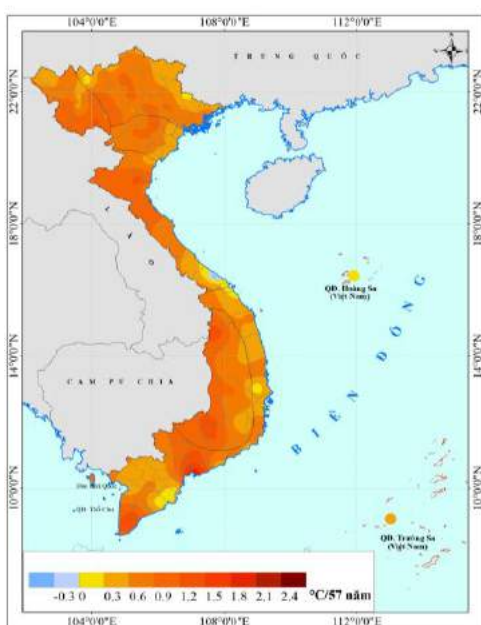 104°0'0"E 108°0'0"E 112°0'0"E
TRUNG QUỐC
22°0'0"N
22°0'0"N
18°0'0"N
18°0'0"N
LÀO
QĐ. Hoàng Sa
(Việt Nam)
BIỂN ĐÔNG
14°0'0"N
14°0'0"N
CAM PU CHIA
10°0'0"N
10°0'0"N
QĐ. Trường Sa
(Việt Nam)
-0.3 0 0.3 0.6 0.9 1.2 1.5 1.8 2.1 2.4 °C/57 năm
104°0'0"E 108°0'0"E 112°0'0"E